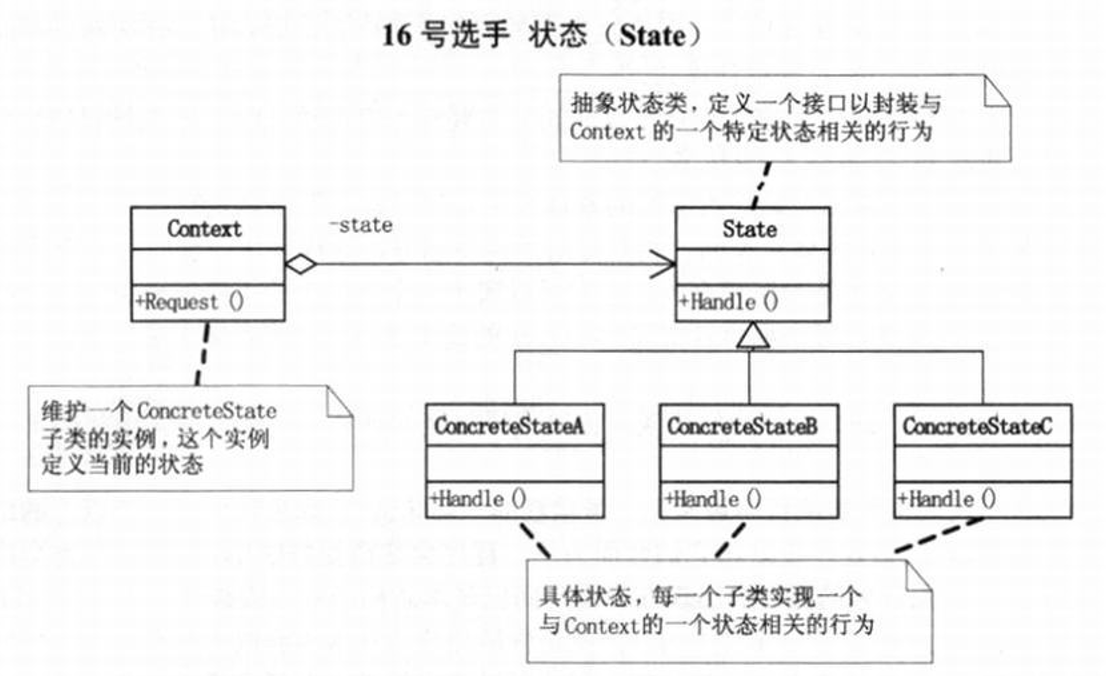 16 号选手 状态（State）
抽象状态类，定义一个接口以封装与
Context 的一个特定状态相关的行为
Context
-state
State
+Request ()
+Handle ()
维护一个 ConcreteState
子类的实例，这个实例
定义当前的状态
ConcreteStateA
ConcreteStateB
ConcreteStateC
+Handle ()
+Handle ()
+Handle ()
具体状态，每一个子类实现一个
与Context的一个状态相关的行为